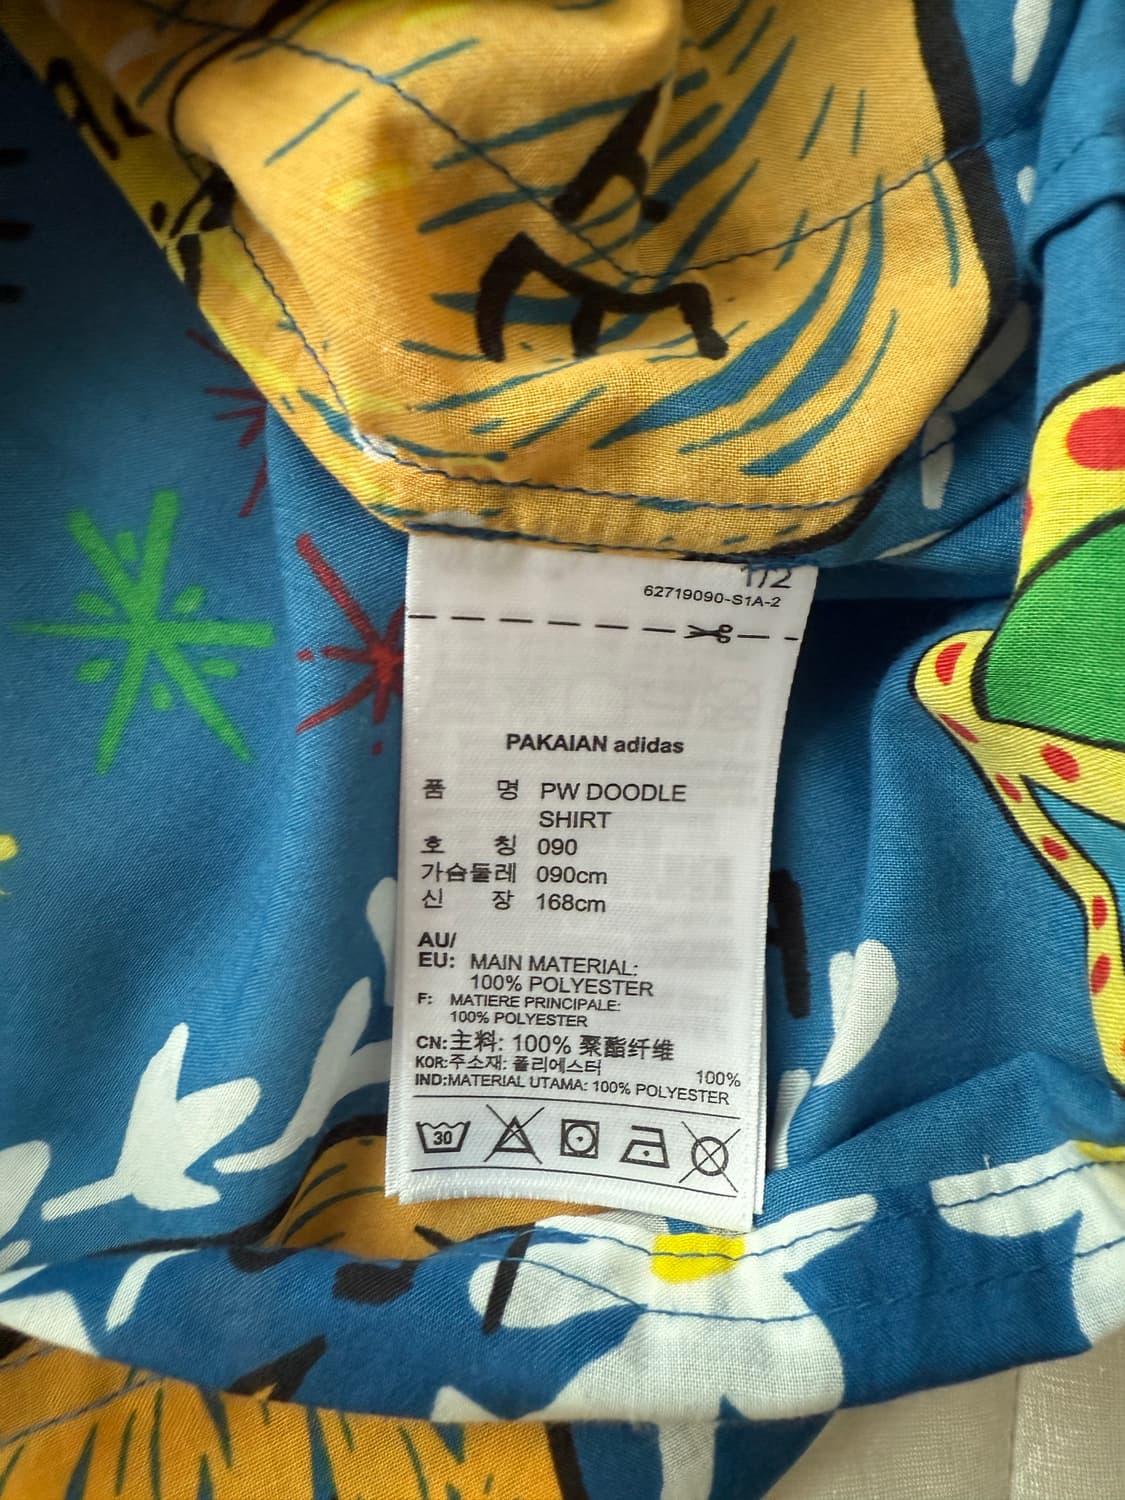 1/2
62719090-S1A-2
PAKAIAN adidas
품 명 PW DOODLE
SHIRT
호 칭 090
가슴둘레 090cm
신 장 168cm
AU/
EU: MAIN MATERIAL:
100% POLYESTER
F: MATIERE PRINCIPALE:
100% POLYESTER
CN:主料: 100% 聚酯纤维
KOR:주소재: 폴리에스터 100%
IND:MATERIAL UTAMA: 100% POLYESTER
30